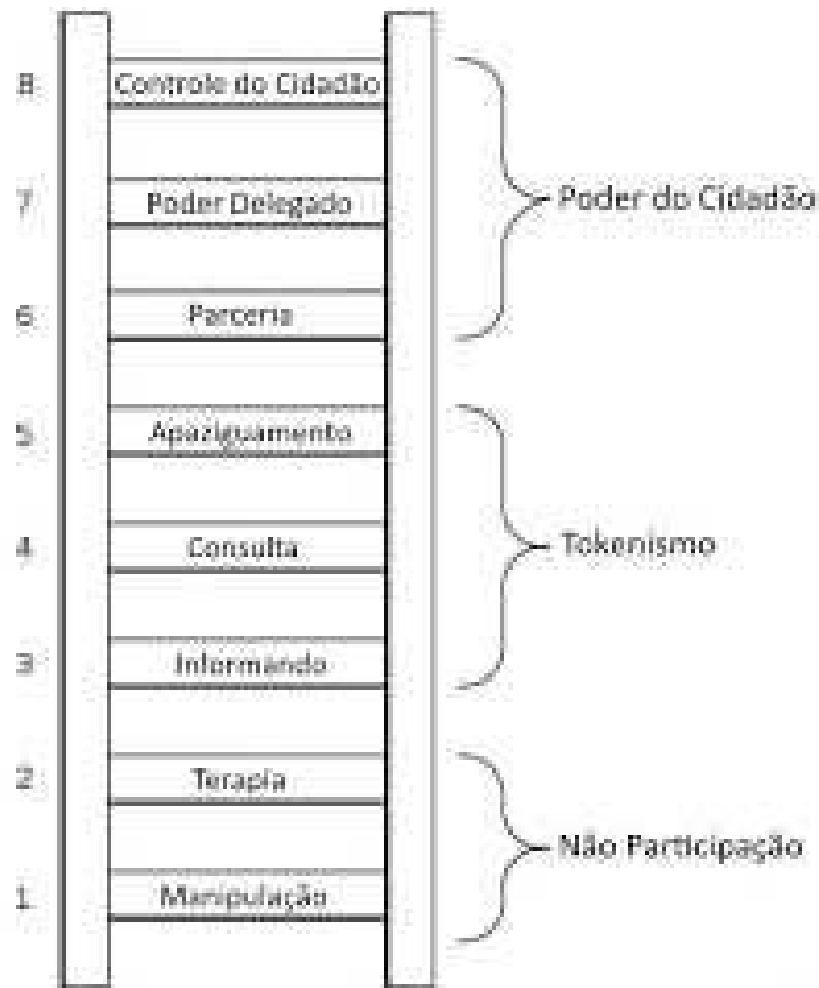 8 Controle do Cidadão
7 Poder Delegado
Poder do Cidadão
6 Parceria
5 Apaziguamento
4 Consulta
Tokenismo
3 Informando
2 Terapia
Não Participação
1 Manipulação